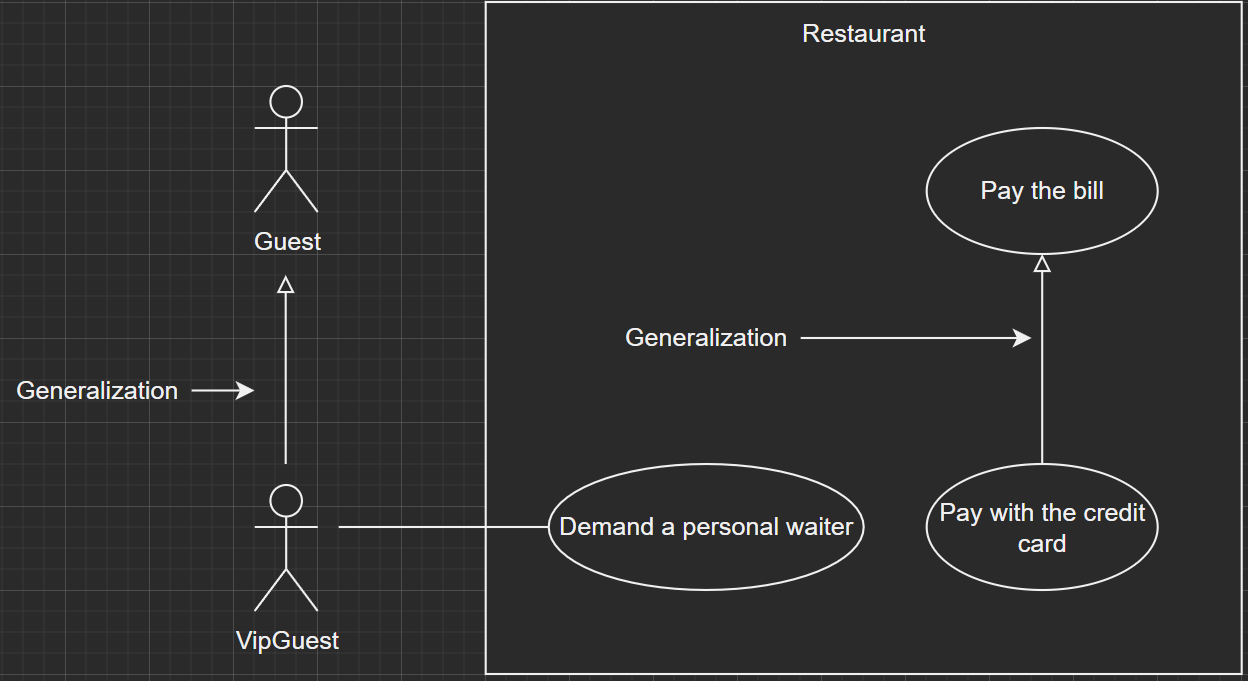 Restaurant
Pay the bill
Guest
Generalization
Generalization
Demand a personal waiter
Pay with the credit
card
VipGuest